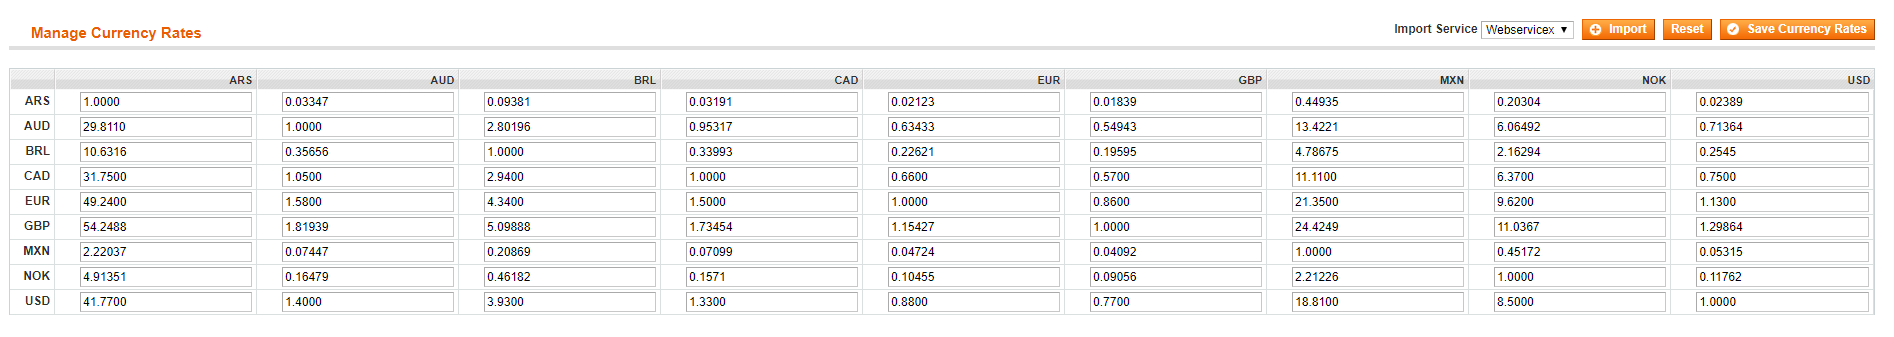 Manage Currency Rates Import Service Webservicex Import Reset Save Currency Rates
ARS AUD BRL CAD EUR GBP MXN NOK USD
ARS 1.0000 0.03347 0.09381 0.03191 0.02123 0.01839 0.44935 0.20304 0.02389
AUD 29.8110 1.0000 2.80196 0.95317 0.63433 0.54943 13.4221 6.06492 0.71364
BRL 10.6316 0.35656 1.0000 0.33993 0.22621 0.19595 4.78675 2.16294 0.2545
CAD 31.7500 1.0500 2.9400 1.0000 0.6600 0.5700 11.1100 6.3700 0.7500
EUR 49.2400 1.5800 4.3400 1.5000 1.0000 0.8600 21.3500 9.6200 1.1300
GBP 54.2488 1.81939 5.09888 1.73454 1.15427 1.0000 24.4249 11.0367 1.29864
MXN 2.22037 0.07447 0.20869 0.07099 0.04724 0.04092 1.0000 0.45172 0.05315
NOK 4.91351 0.16479 0.46182 0.1571 0.10455 0.09056 2.21226 1.0000 0.11762
USD 41.7700 1.4000 3.9300 1.3300 0.8800 0.7700 18.8100 8.5000 1.0000